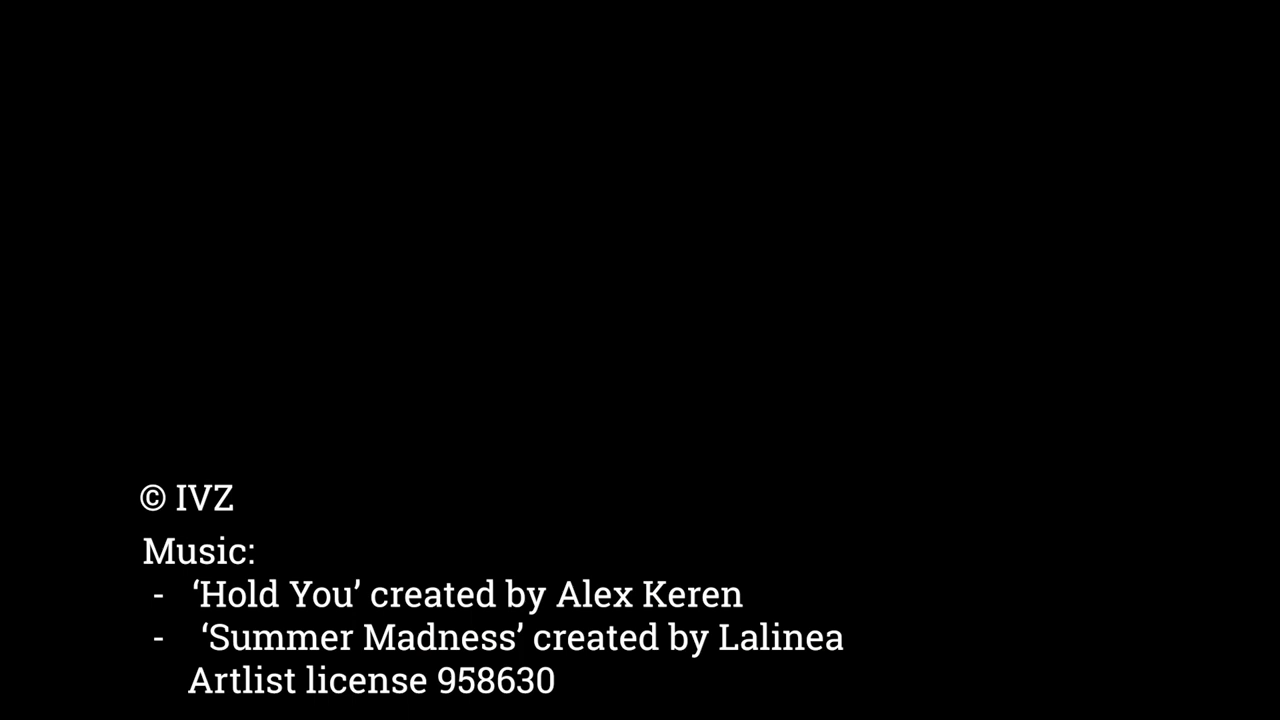 © IVZ
Music:
- ‘Hold You’ created by Alex Keren
- ‘Summer Madness’ created by Lalinea
Artlist license 958630